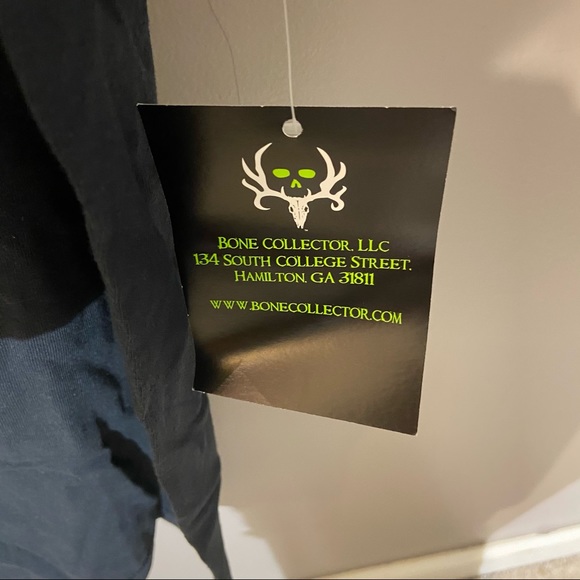 BONE COLLECTOR, LLC
134 SOUTH COLLEGE STREET,
HAMILTON, GA 31811
WWW.BONECOLLECTOR.COM